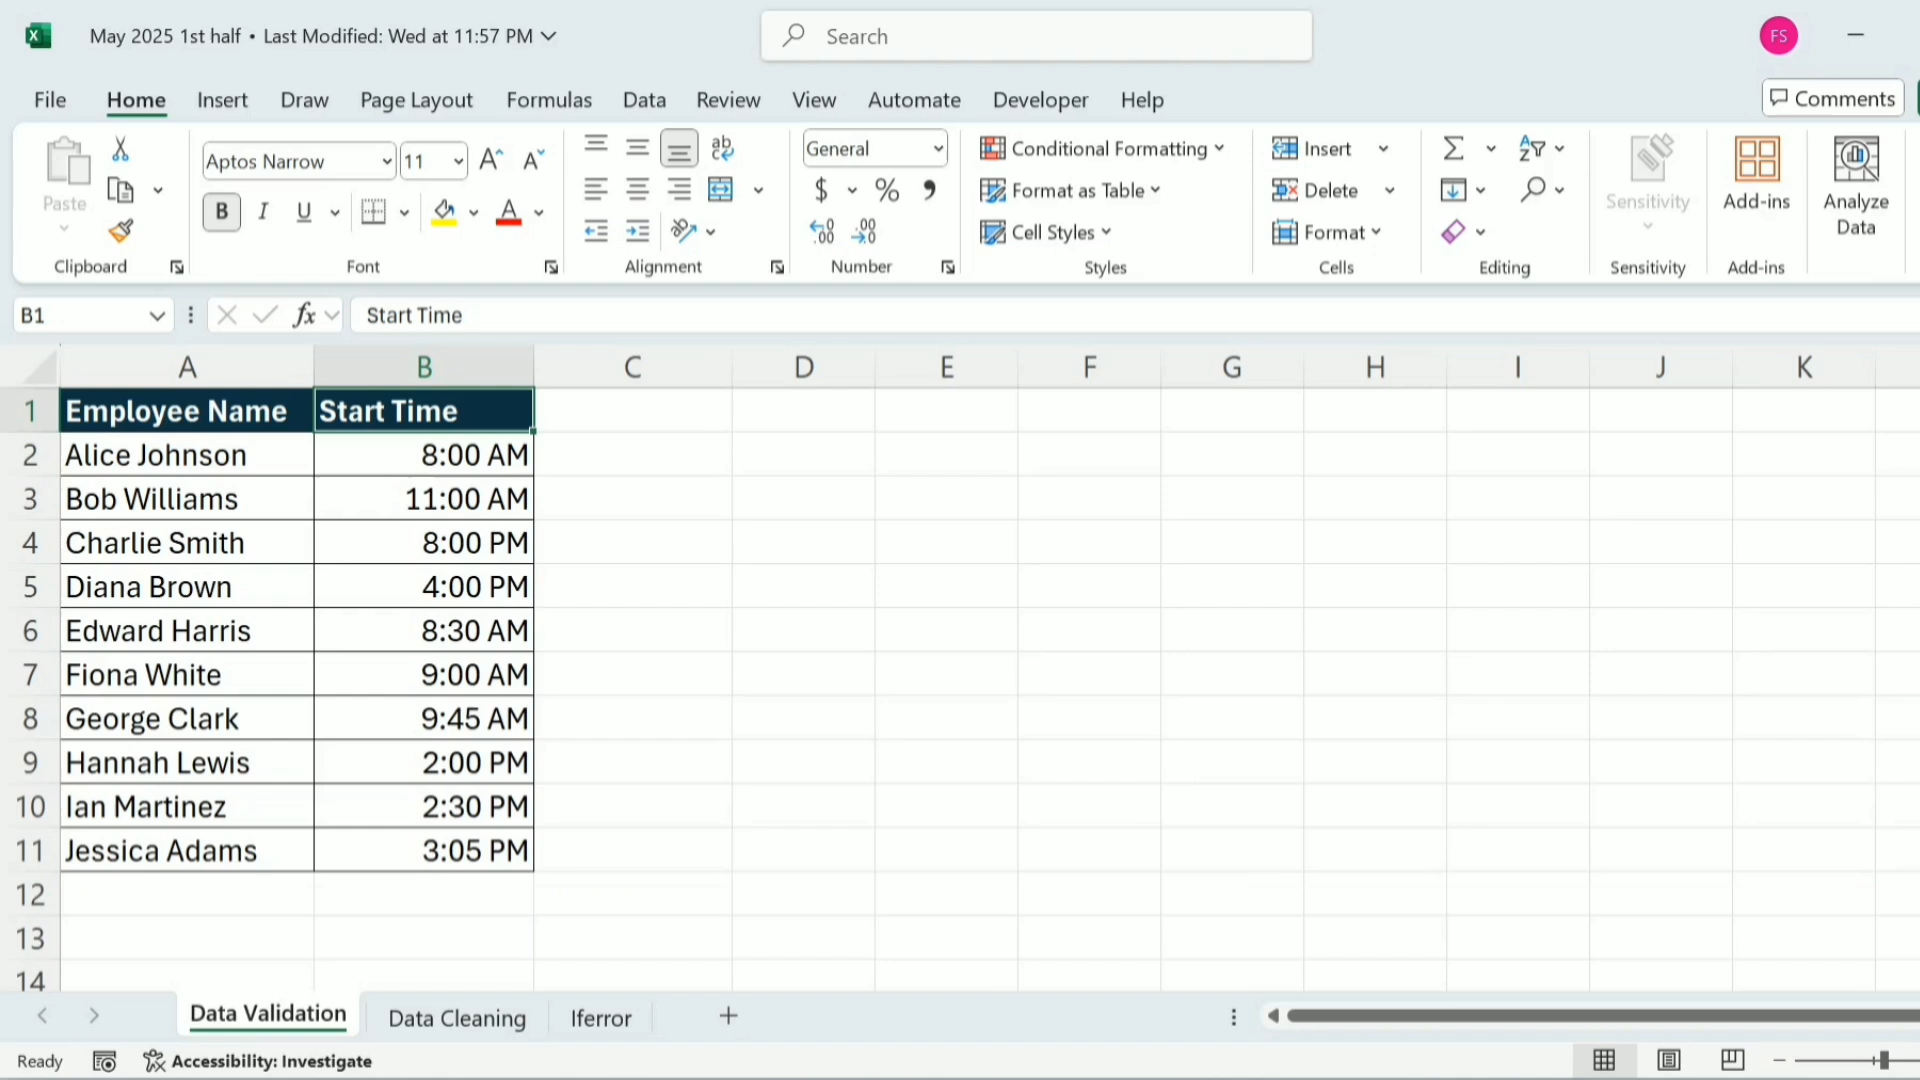 May 2025 1st half • Last Modified: Wed at 11:57 PM
Search
FS
File Home Insert Draw Page Layout Formulas Data Review View Automate Developer Help
Comments
Paste
Clipboard
Aptos Narrow 11
B I U
Font
Alignment
General
$ % ,
Number
Conditional Formatting
Format as Table
Cell Styles
Styles
Insert
Delete
Format
Cells
Editing
Sensitivity
Sensitivity
Add-ins
Add-ins
Analyze
Data
B1 fx Start Time
A B C D E F G H I J K
1 Employee Name Start Time
2 Alice Johnson 8:00 AM
3 Bob Williams 11:00 AM
4 Charlie Smith 8:00 PM
5 Diana Brown 4:00 PM
6 Edward Harris 8:30 AM
7 Fiona White 9:00 AM
8 George Clark 9:45 AM
9 Hannah Lewis 2:00 PM
10 Ian Martinez 2:30 PM
11 Jessica Adams 3:05 PM
12
13
14
Data Validation Data Cleaning Iferror
Ready Accessibility: Investigate